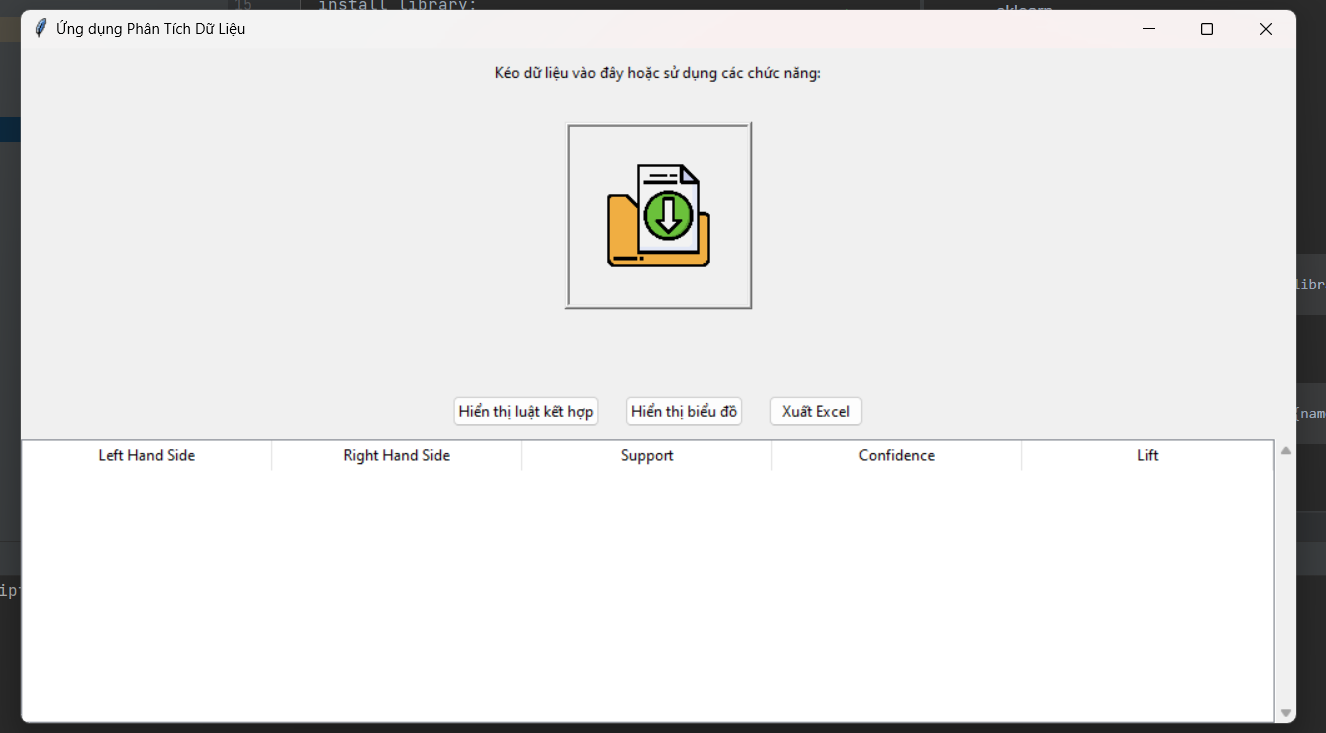 15 install library:
sklearn
Ứng dụng Phân Tích Dữ Liệu
Kéo dữ liệu vào đây hoặc sử dụng các chức năng:
libr
Hiển thị luật kết hợp Hiển thị biểu đồ Xuất Excel
{nam
Left Hand Side Right Hand Side Support Confidence Lift
ip